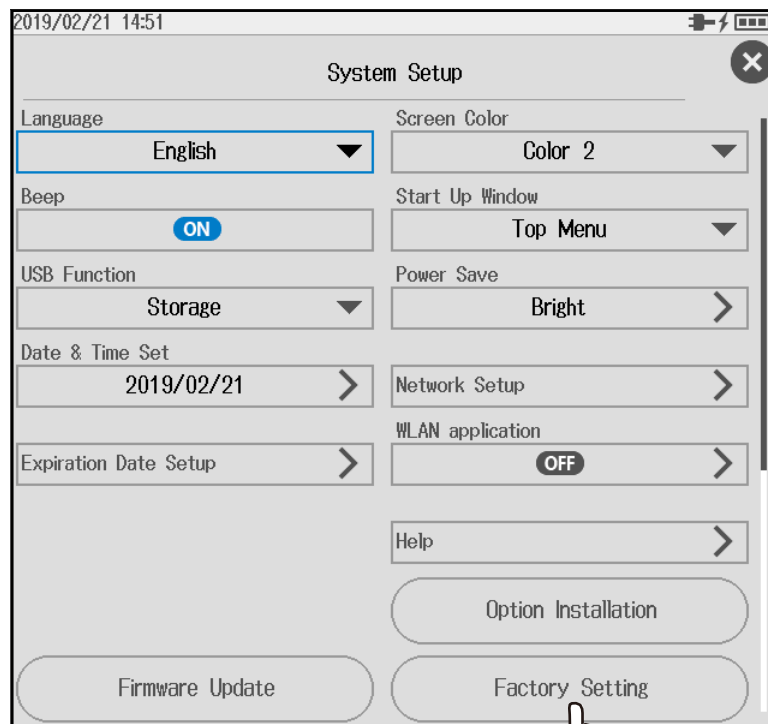 2019/02/21 14:51
System Setup
Language
English
Screen Color
Color 2
Beep
ON
Start Up Window
Top Menu
USB Function
Storage
Power Save
Bright
Date & Time Set
2019/02/21
Network Setup
WLAN application
OFF
Expiration Date Setup
Help
Option Installation
Firmware Update
Factory Setting